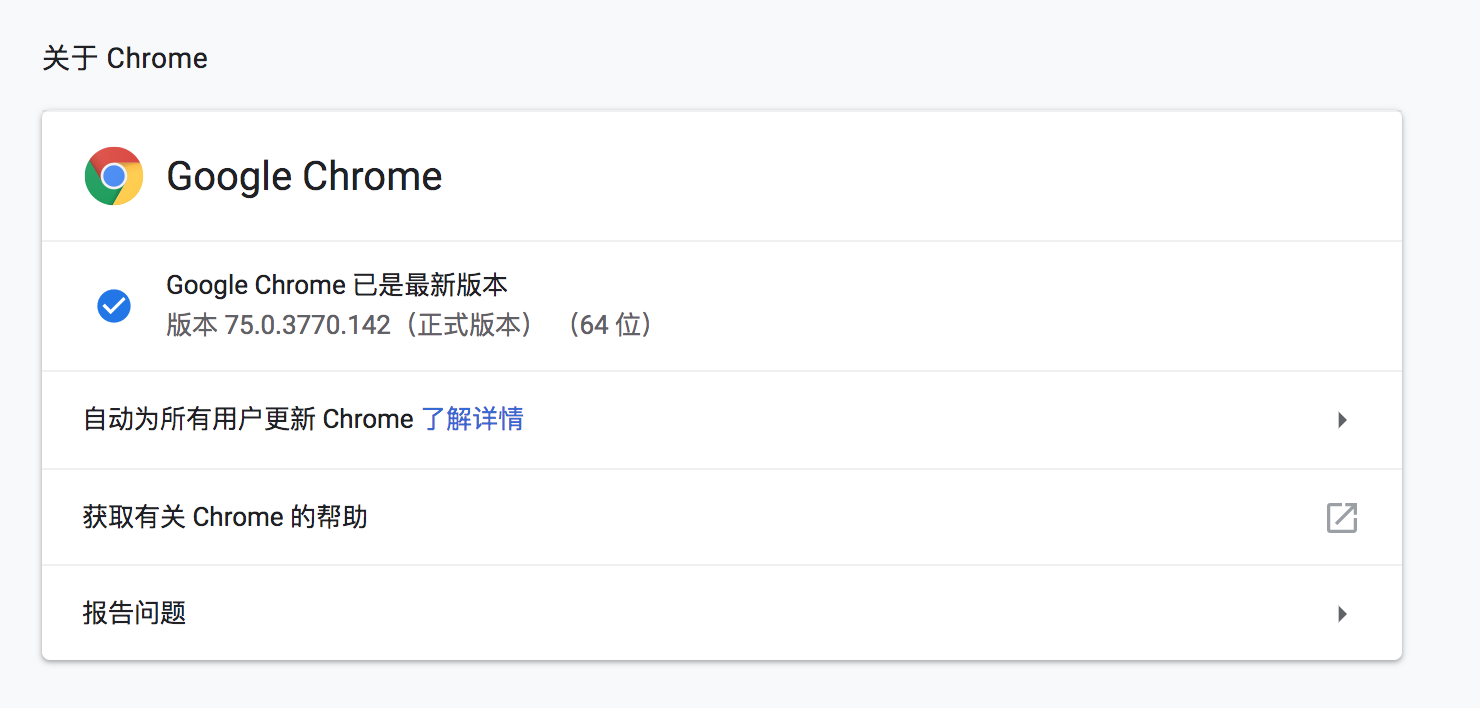 关于 Chrome
Google Chrome
Google Chrome 已是最新版本
版本 75.0.3770.142（正式版本） （64 位）
自动为所有用户更新 Chrome 了解详情
获取有关 Chrome 的帮助
报告问题